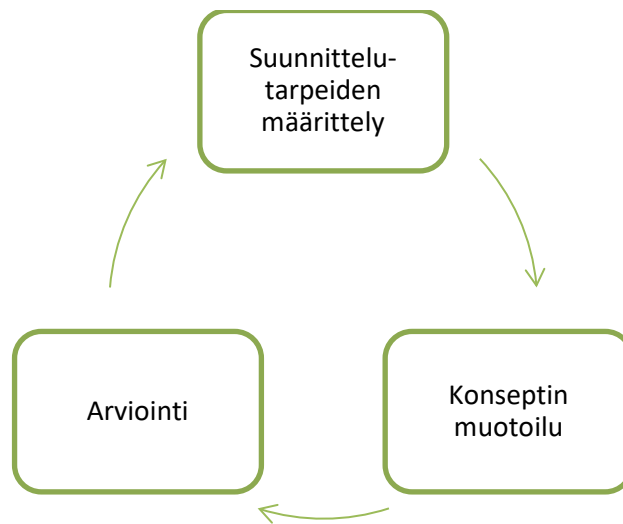 Suunnittelu-
tarpeiden
määrittely
Arviointi
Konseptin
muotoilu